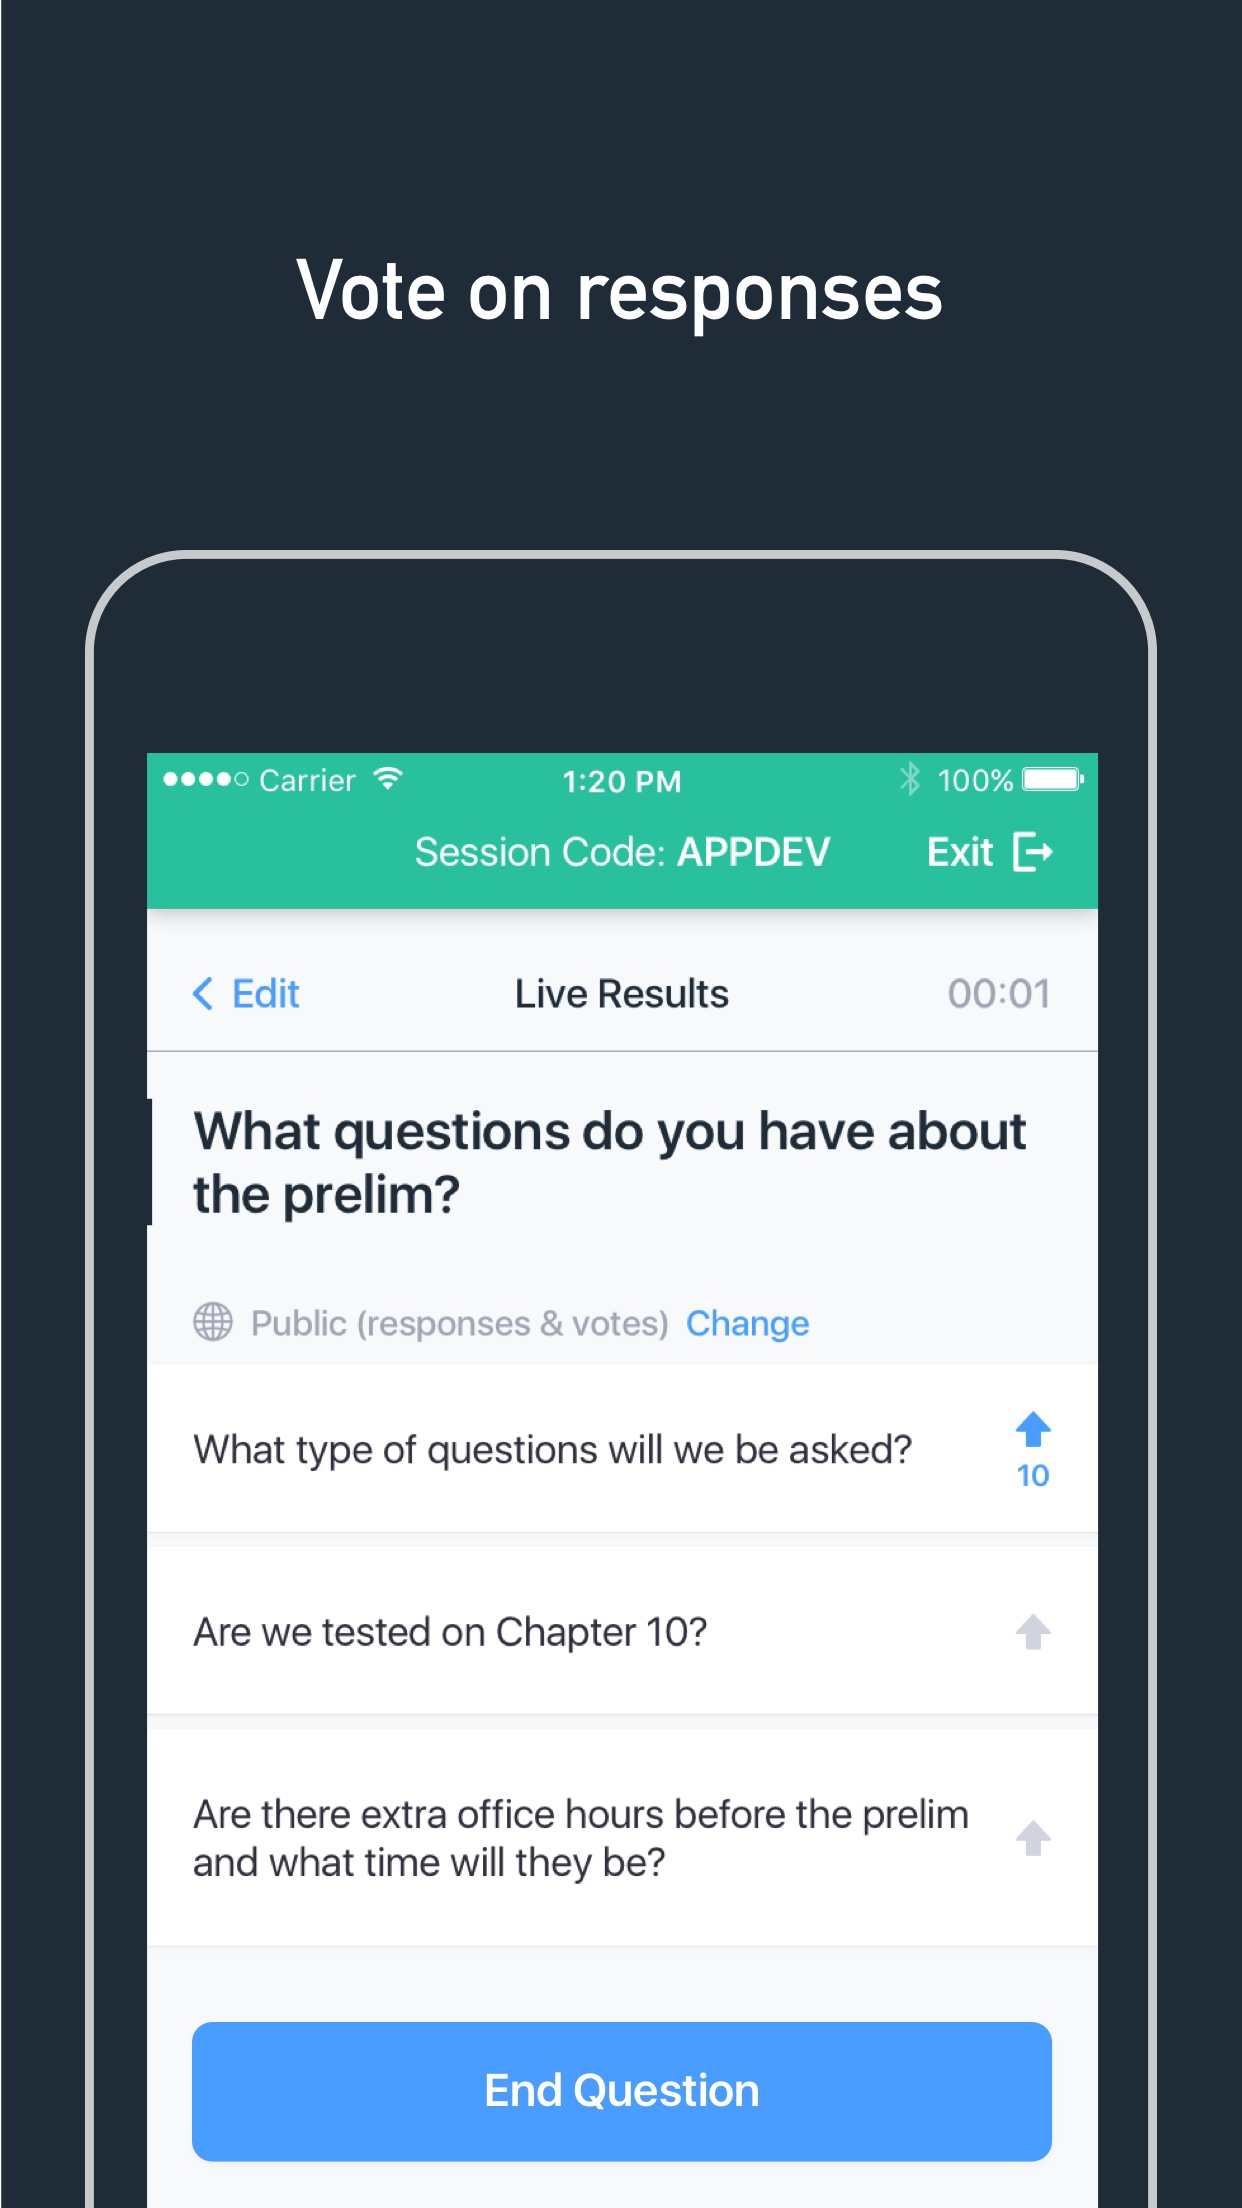 Vote on responses
Carrier 1:20 PM 100%
Session Code: APPDEV Exit
Edit Live Results 00:01
What questions do you have about
the prelim?
Public (responses & votes) Change
What type of questions will we be asked?
10
Are we tested on Chapter 10?
Are there extra office hours before the prelim
and what time will they be?
End Question